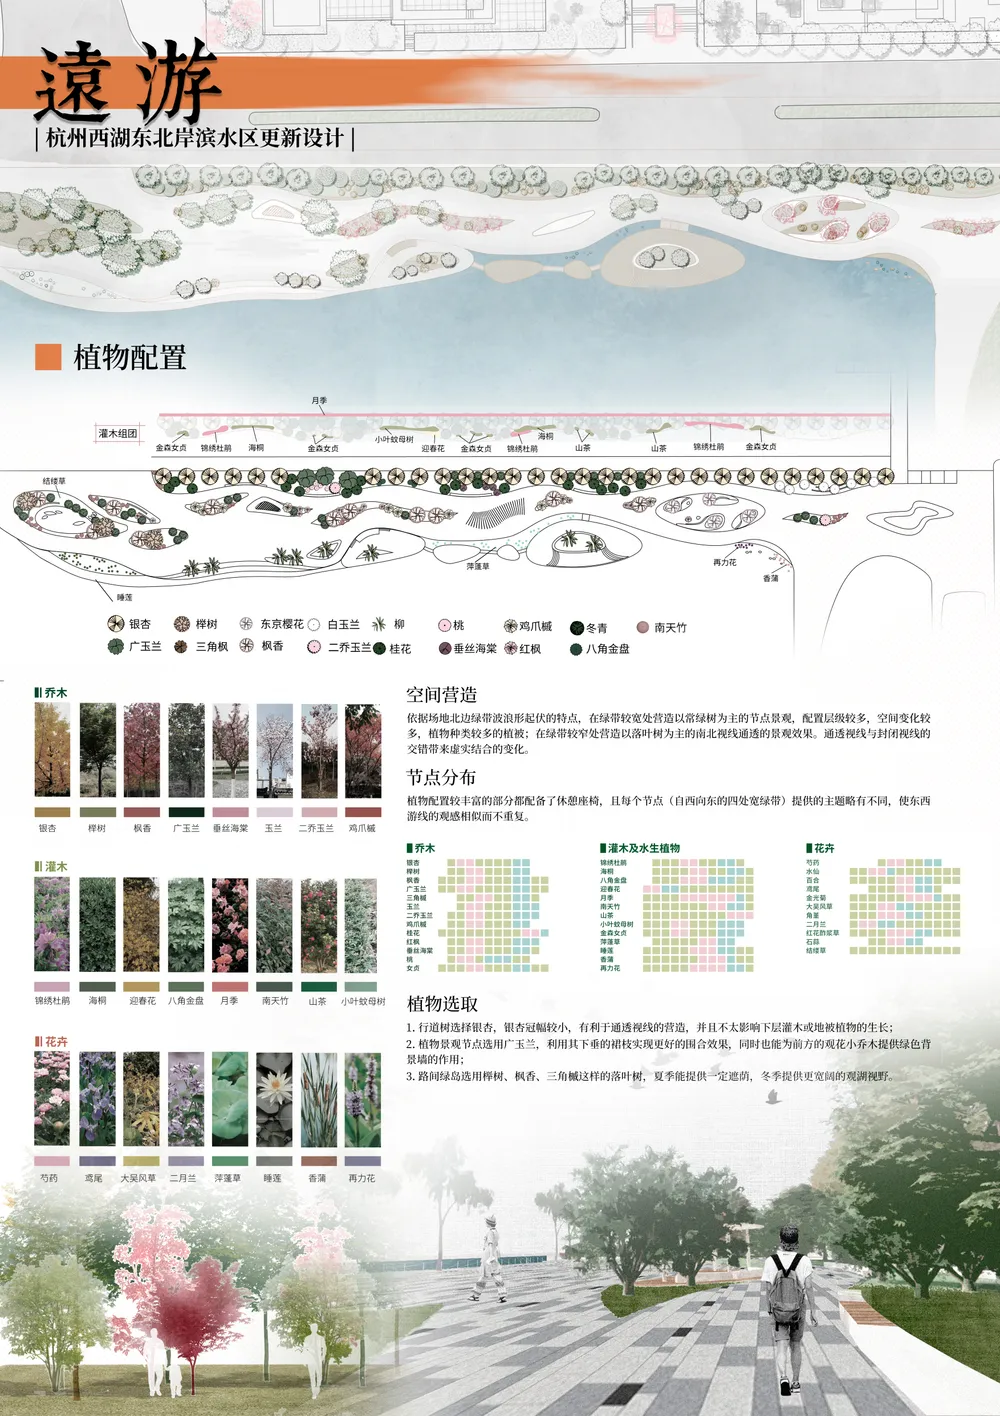 遠游
| 杭州西湖东北岸滨水区更新设计 |
植物配置
月季
灌木组团
金森女贞 锦绣杜鹃 海桐 金森女贞 小叶蚊母树 迎春花 金森女贞 锦绣杜鹃 海桐 山茶 山茶 锦绣杜鹃 金森女贞
结缕草
萍蓬草
再力花
香蒲
睡莲
银杏 榉树 东京樱花 白玉兰 柳 桃 鸡爪槭 冬青 南天竹
广玉兰 三角枫 枫香 二乔玉兰 桂花 垂丝海棠 红枫 八角金盘
乔木
银杏 榉树 枫香 广玉兰 垂丝海棠 玉兰 二乔玉兰 鸡爪槭
灌木
锦绣杜鹃 海桐 迎春花 八角金盘 月季 南天竹 山茶 小叶蚊母树
花卉
芍药 鸢尾 大吴风草 二月兰 萍蓬草 睡莲 香蒲 再力花
空间营造
依据场地北边绿带波浪形起伏的特点，在绿带较宽处营造以常绿树为主的节点景观，配置层级较多，空间变化较
多，植物种类较多的植被；在绿带较窄处营造以落叶树为主的南北视线通透的景观效果。通透视线与封闭视线的
交错带来虚实结合的变化。
节点分布
植物配置较丰富的部分都配备了休憩座椅，且每个节点（自西向东的四处宽绿带）提供的主题略有不同，使东西
游线的观感相似而不重复。
乔木
银杏
榉树
枫香
广玉兰
三角槭
玉兰
二乔玉兰
鸡爪槭
桂花
红枫
垂丝海棠
桃
女贞
灌木及水生植物
锦绣杜鹃
海桐
八角金盘
迎春花
月季
南天竹
山茶
小叶蚊母树
金森女贞
萍蓬草
睡莲
香蒲
再力花
花卉
芍药
水仙
百合
鸢尾
金光菊
大吴风草
角堇
二月兰
红花酢浆草
石蒜
结缕草
植物选取
1. 行道树选择银杏，银杏冠幅较小，有利于通透视线的营造，并且不太影响下层灌木或地被植物的生长；
2. 植物景观节点选用广玉兰，利用其下垂的裙枝实现更好的围合效果，同时也能为前方的观花小乔木提供绿色背
景墙的作用；
3. 路间绿岛选用榉树、枫香、三角槭这样的落叶树，夏季能提供一定遮荫，冬季提供更宽阔的观湖视野。